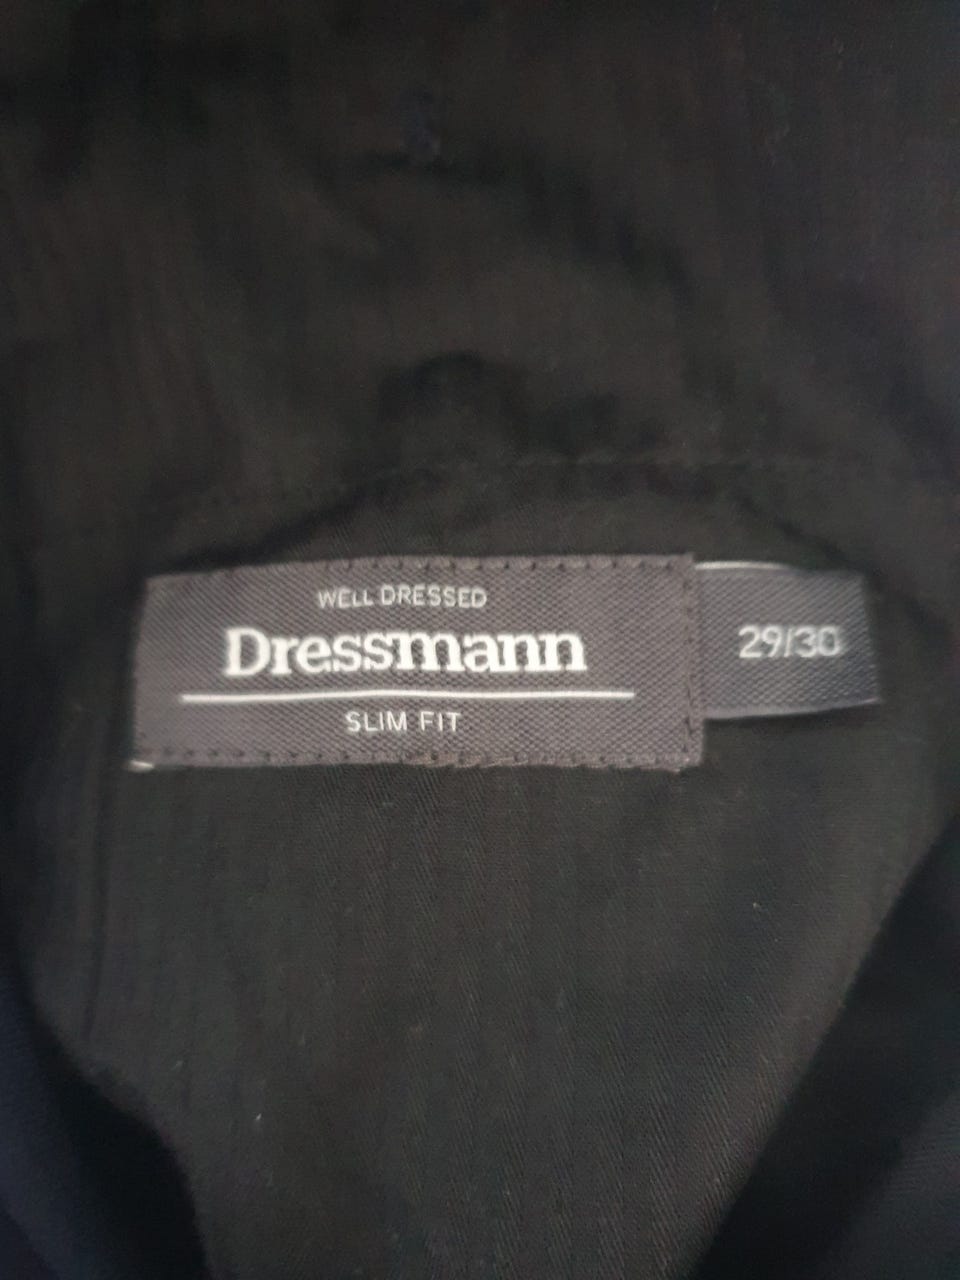 WELL DRESSED
Dressmann
SLIM FIT
29/30